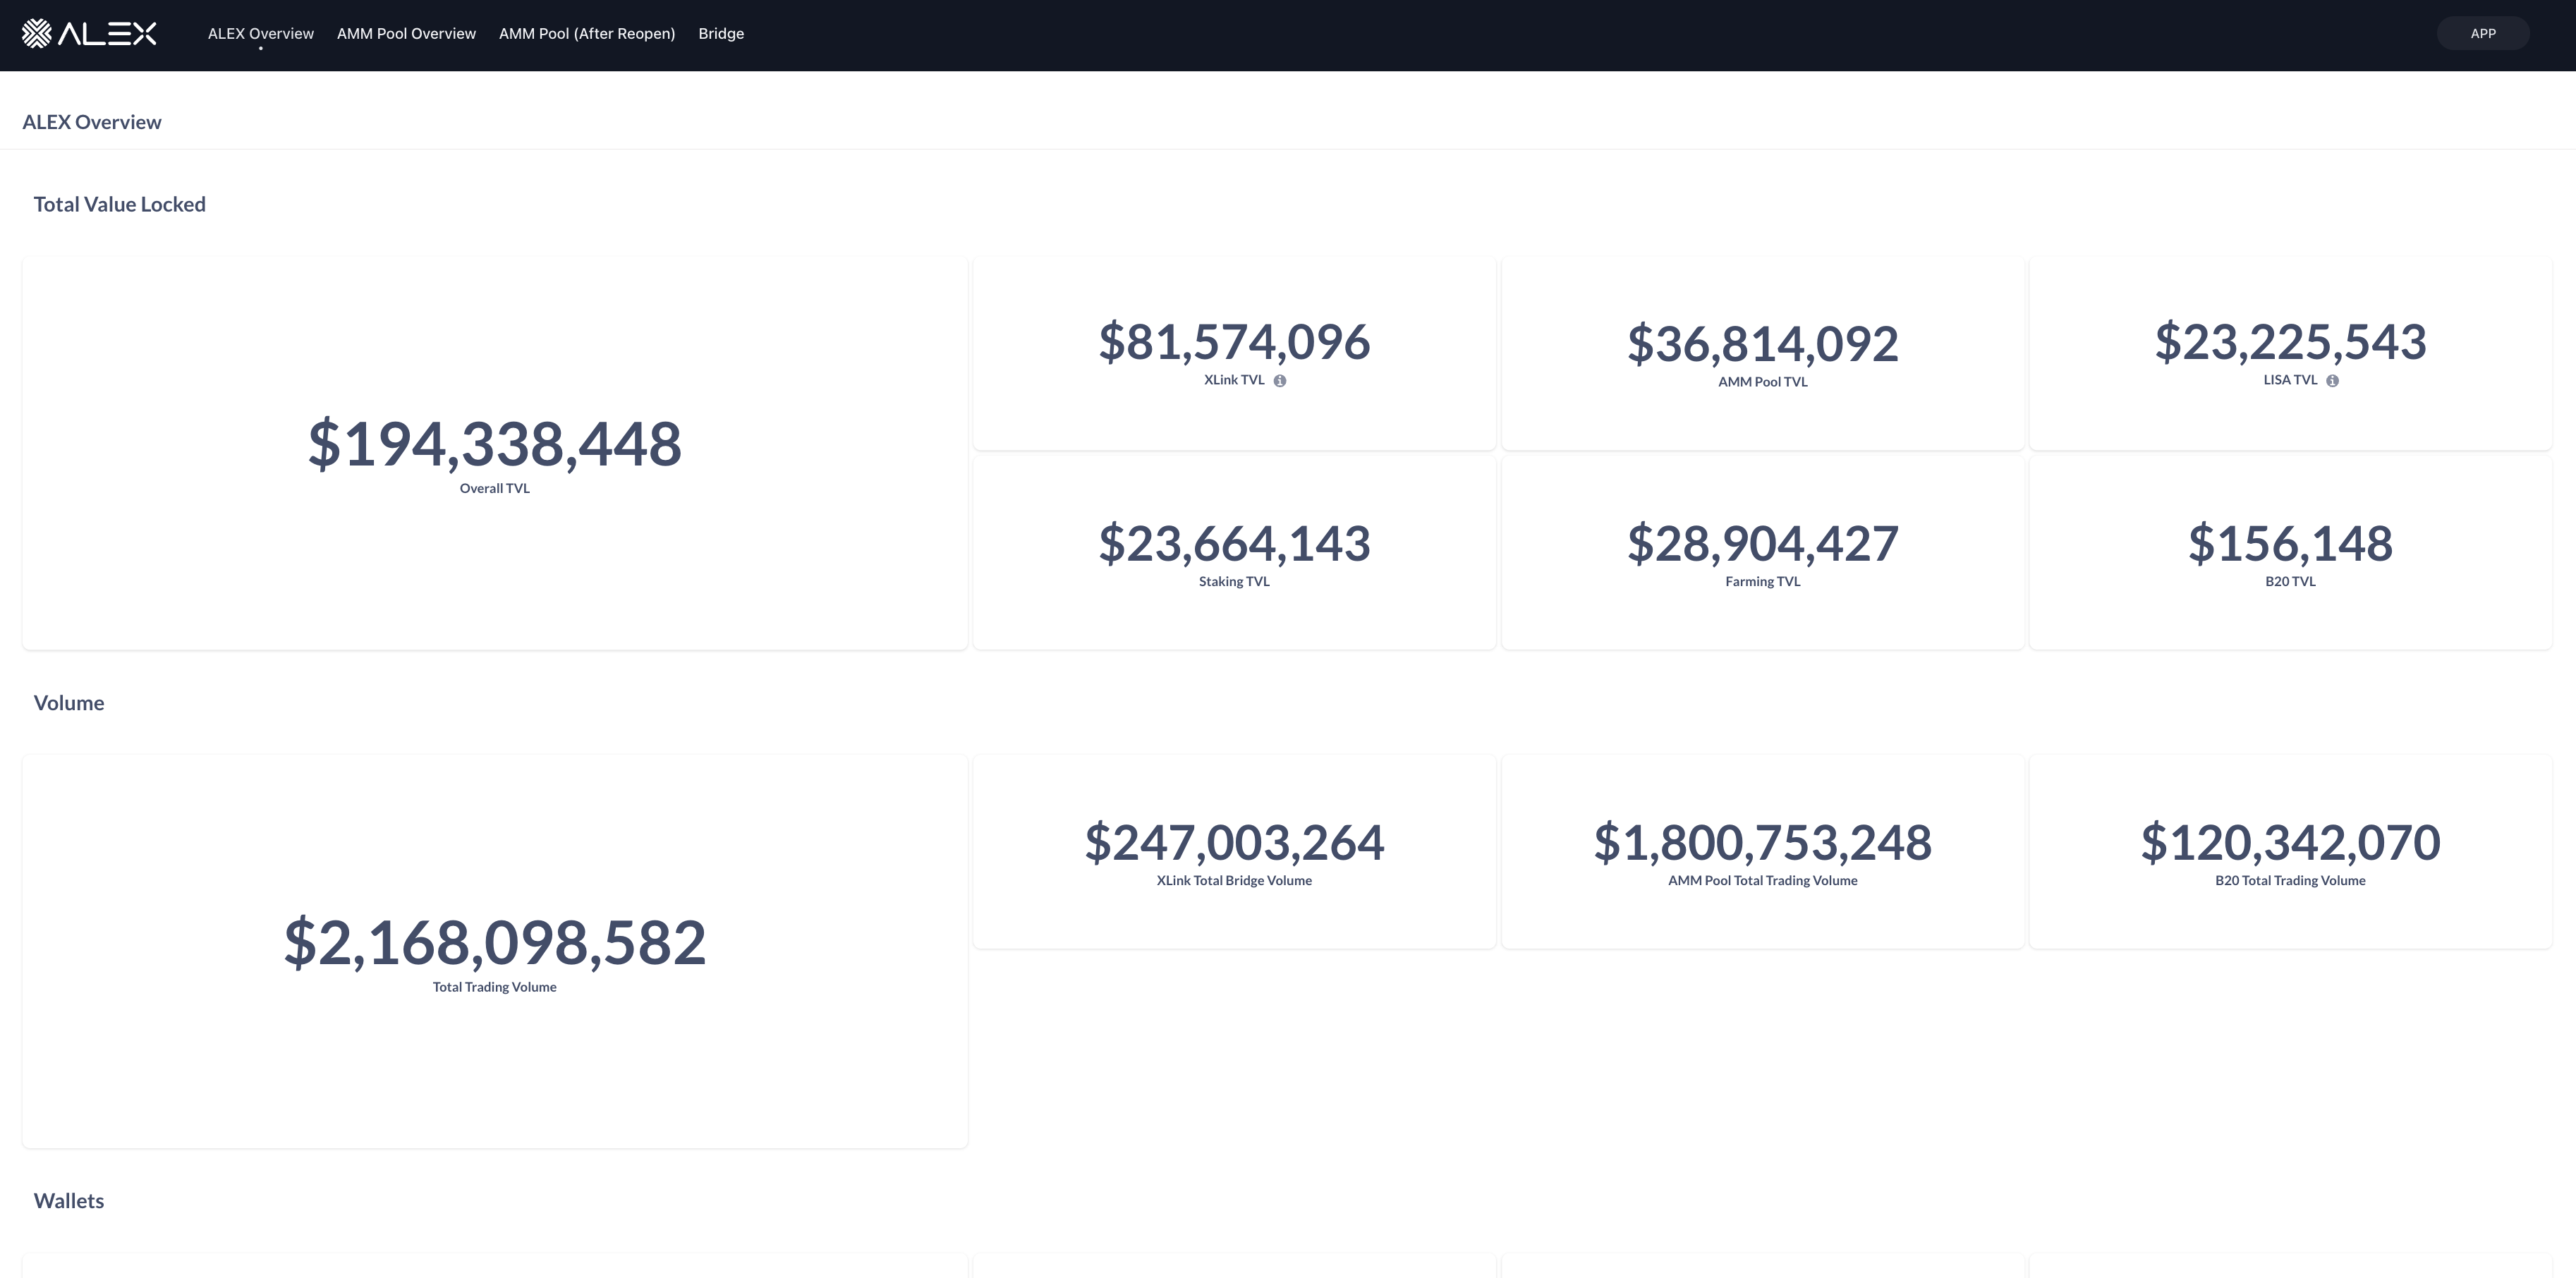 ALEX
ALEX Overview
AMM Pool Overview
AMM Pool (After Reopen)
Bridge
APP
ALEX Overview
Total Value Locked
$194,338,448
Overall TVL
$81,574,096
XLink TVL
$36,814,092
AMM Pool TVL
$23,225,543
LISA TVL
$23,664,143
Staking TVL
$28,904,427
Farming TVL
$156,148
B20 TVL
Volume
$2,168,098,582
Total Trading Volume
$247,003,264
XLink Total Bridge Volume
$1,800,753,248
AMM Pool Total Trading Volume
$120,342,070
B20 Total Trading Volume
Wallets